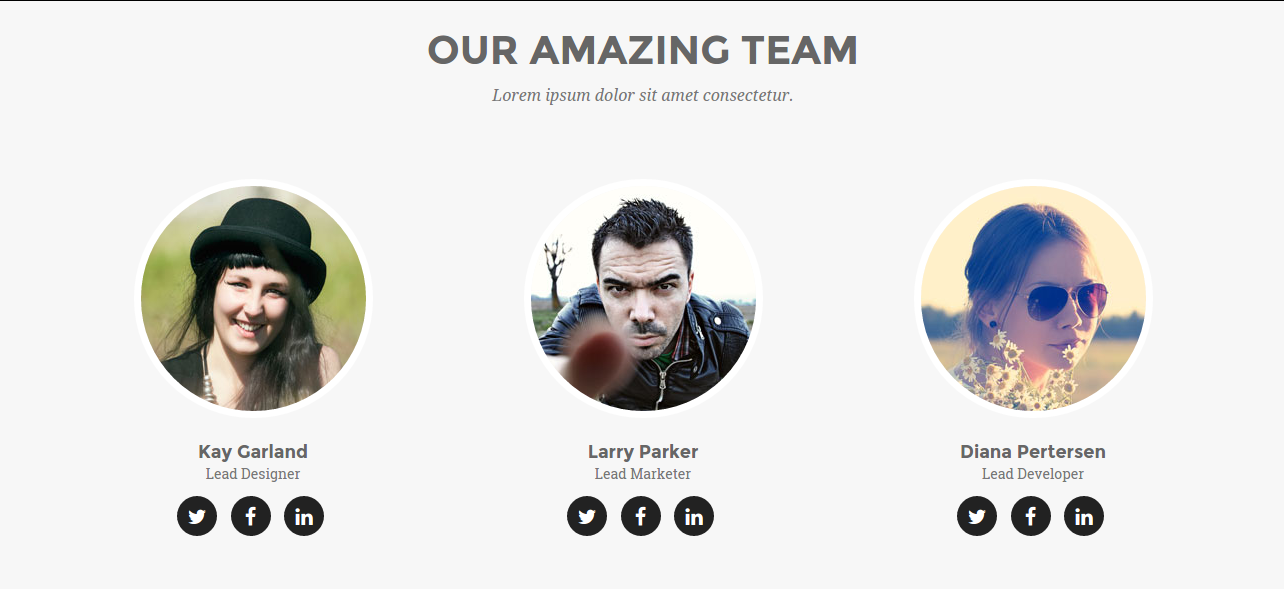 OUR AMAZING TEAM
Lorem ipsum dolor sit amet consectetur.
Kay Garland
Lead Designer
Larry Parker
Lead Marketer
Diana Pertersen
Lead Developer